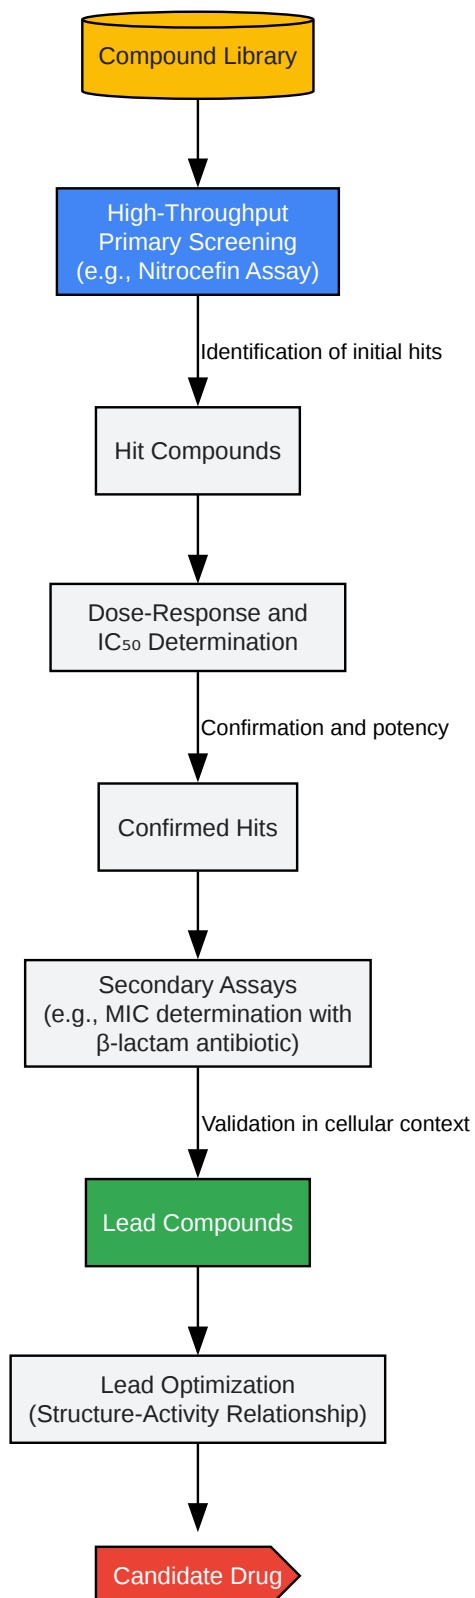 Compound Library
High-Throughput
Primary Screening
(e.g., Nitrocefin Assay)
Identification of initial hits
Hit Compounds
Dose-Response and
IC₅₀ Determination
Confirmation and potency
Confirmed Hits
Secondary Assays
(e.g., MIC determination with
β-lactam antibiotic)
Validation in cellular context
Lead Compounds
Lead Optimization
(Structure-Activity Relationship)
Candidate Drug